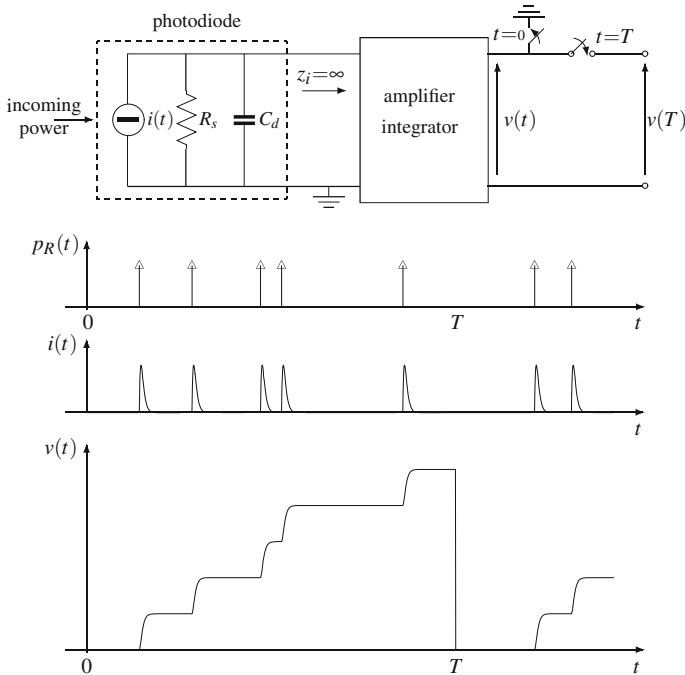 photodiode
incoming
power
i(t)
R_s
C_d
z_i=∞
amplifier
integrator
t=0
t=T
v(t)
v(T)
p_R(t)
0
T
t
i(t)
t
v(t)
0
T
t